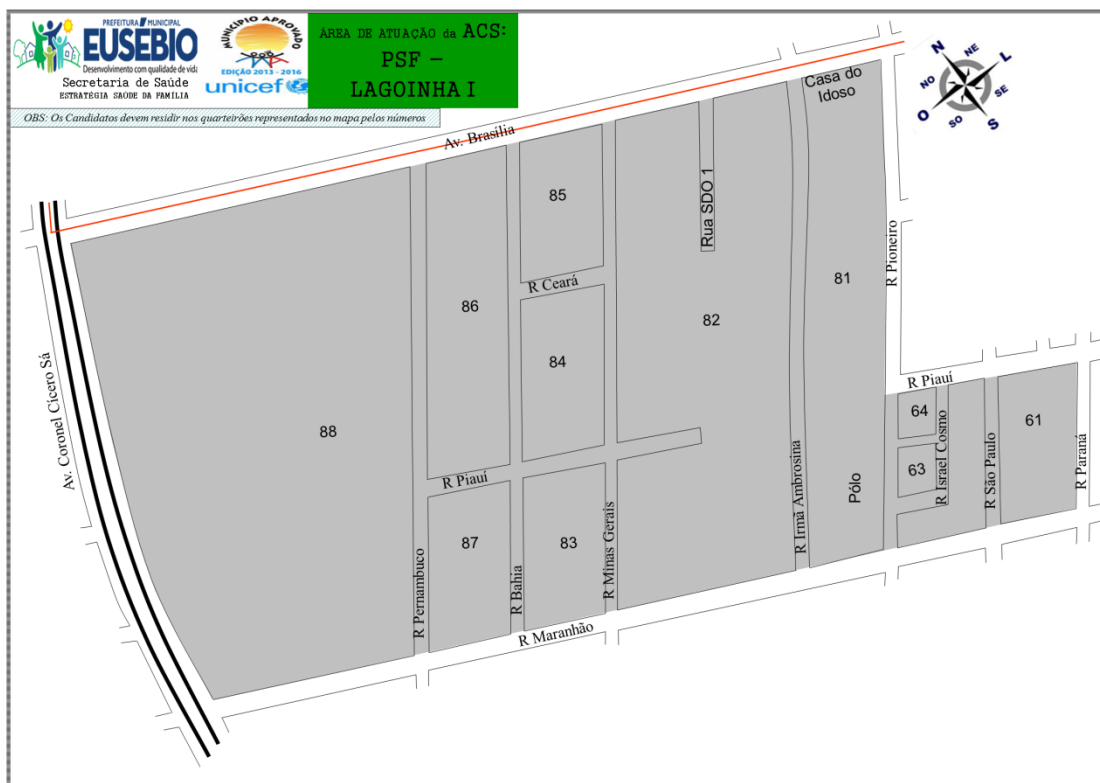 PREFEITURA MUNICIPAL
EUSÉBIO
Desenvolvimento com qualidade de vida
Secretaria de Saúde
ESTRATÉGIA SAÚDE DA FAMÍLIA
MUNICÍPIO APROVADO
EDIÇÃO 2013 - 2016
unicef
ÁREA DE ATUAÇÃO da ACS:
PSF –
LAGOINHA I
OBS: Os Candidatos devem residir nos quarteirões representados no mapa pelos números
N
NE
L
SE
S
SO
O
NO
Casa do
Idoso
Av. Brasília
85
Rua SDO 1
R Pioneiro
R Ceará
81
86
82
84
Av. Coronel Cícero Sá
88
R Piauí
64
61
R Israel Cosmo
R São Paulo
R Paraná
63
R Piauí
Pólo
R Irmã Ambrosina
87
83
R Pernambuco
R Bahia
R Minas Gerais
R Maranhão